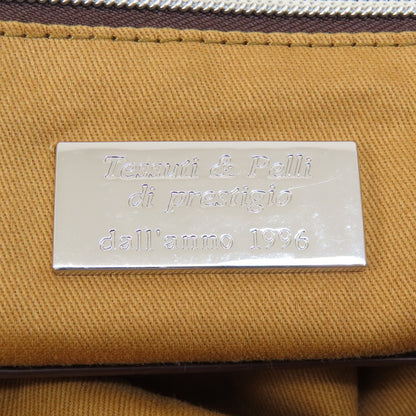 Tessuti & Pelli
di prestigio
dall'anno 1996